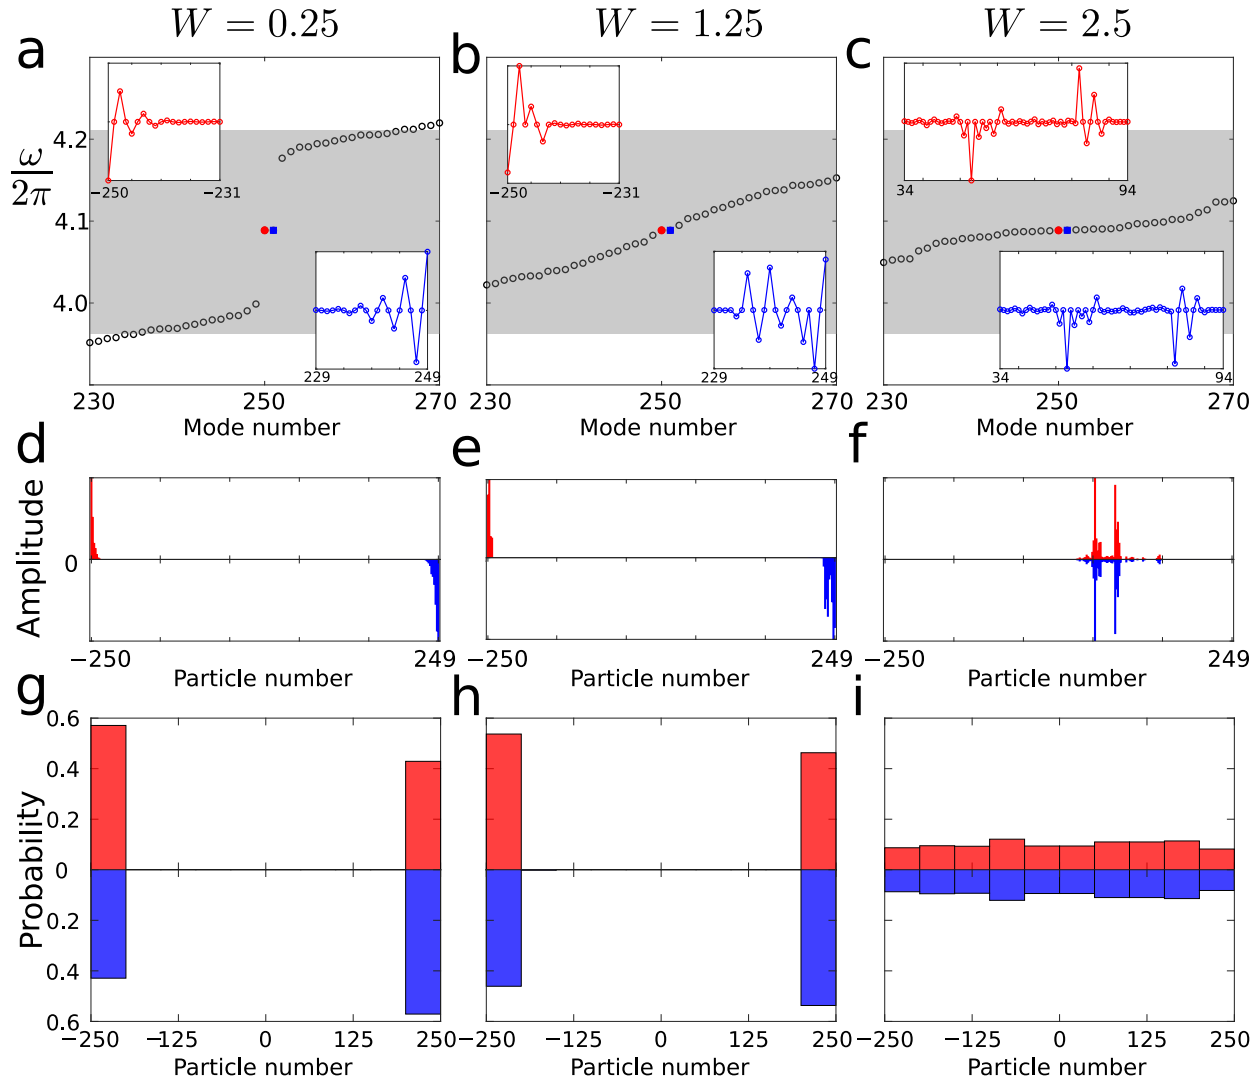 W = 0.25
W = 1.25
W = 2.5
a
b
c
ω/2π
4.2
4.1
4.0
−250
−231
229
249
−250
−231
229
249
34
94
34
94
230
250
270
230
250
270
230
250
270
Mode number
Mode number
Mode number
d
e
f
Amplitude
0
−250
249
−250
249
−250
249
Particle number
Particle number
Particle number
g
h
i
Probability
0.6
0.4
0.2
0
0.2
0.4
0.6
−250
−125
0
125
250
−250
−125
0
125
250
−250
−125
0
125
250
Particle number
Particle number
Particle number